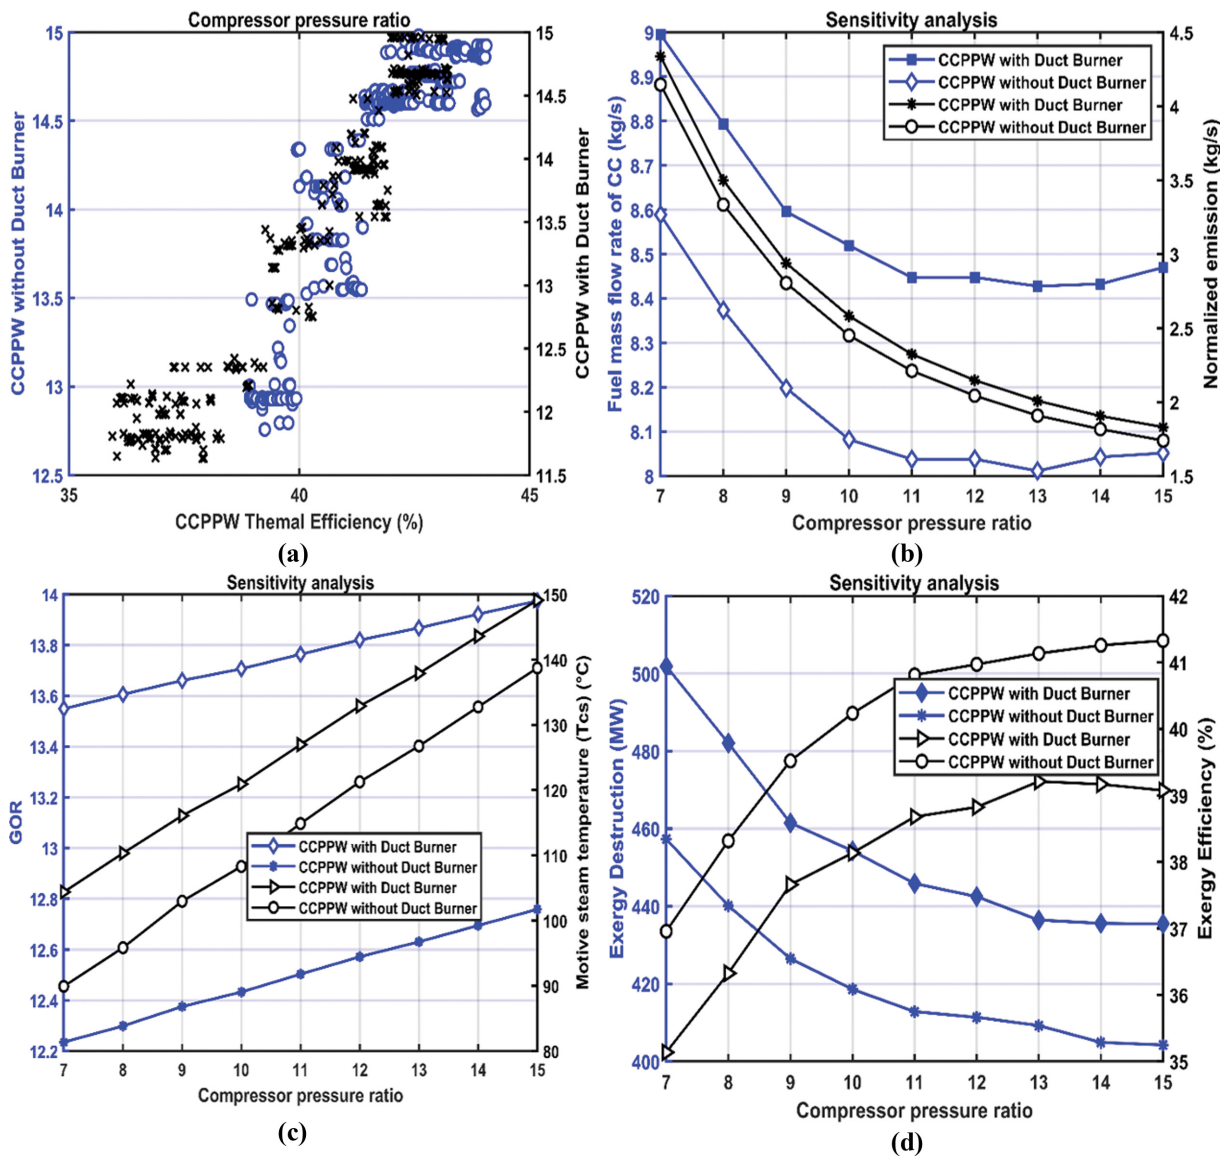 Compressor pressure ratio
CCPPW without Duct Burner
15
14.5
14
13.5
13
12.5
15
14.5
14
13.5
13
12.5
12
11.5
CCPPW with Duct Burner
35
40
45
CCPPW Themal Efficiency (%)
(a)
Sensitivity analysis
Fuel mass flow rate of CC (kg/s)
9
8.9
8.8
8.7
8.6
8.5
8.4
8.3
8.2
8.1
8
CCPPW with Duct Burner
CCPPW without Duct Burner
CCPPW with Duct Burner
CCPPW without Duct Burner
4.5
4
3.5
3
2.5
2
1.5
Normalized emission (kg/s)
7 8 9 10 11 12 13 14 15
Compressor pressure ratio
(b)
Sensitivity analysis
GOR
14
13.8
13.6
13.4
13.2
13
12.8
12.6
12.4
12.2
CCPPW with Duct Burner
CCPPW without Duct Burner
CCPPW with Duct Burner
CCPPW without Duct Burner
150
140
130
120
110
100
90
80
Motive steam temperature (Tcs) (°C)
7 8 9 10 11 12 13 14 15
Compressor pressure ratio
(c)
Sensitivity analysis
Exergy Destruction (MW)
520
500
480
460
440
420
400
CCPPW with Duct Burner
CCPPW without Duct Burner
CCPPW with Duct Burner
CCPPW without Duct Burner
42
41
40
39
38
37
36
35
Exergy Efficiency (%)
7 8 9 10 11 12 13 14 15
Compressor pressure ratio
(d)